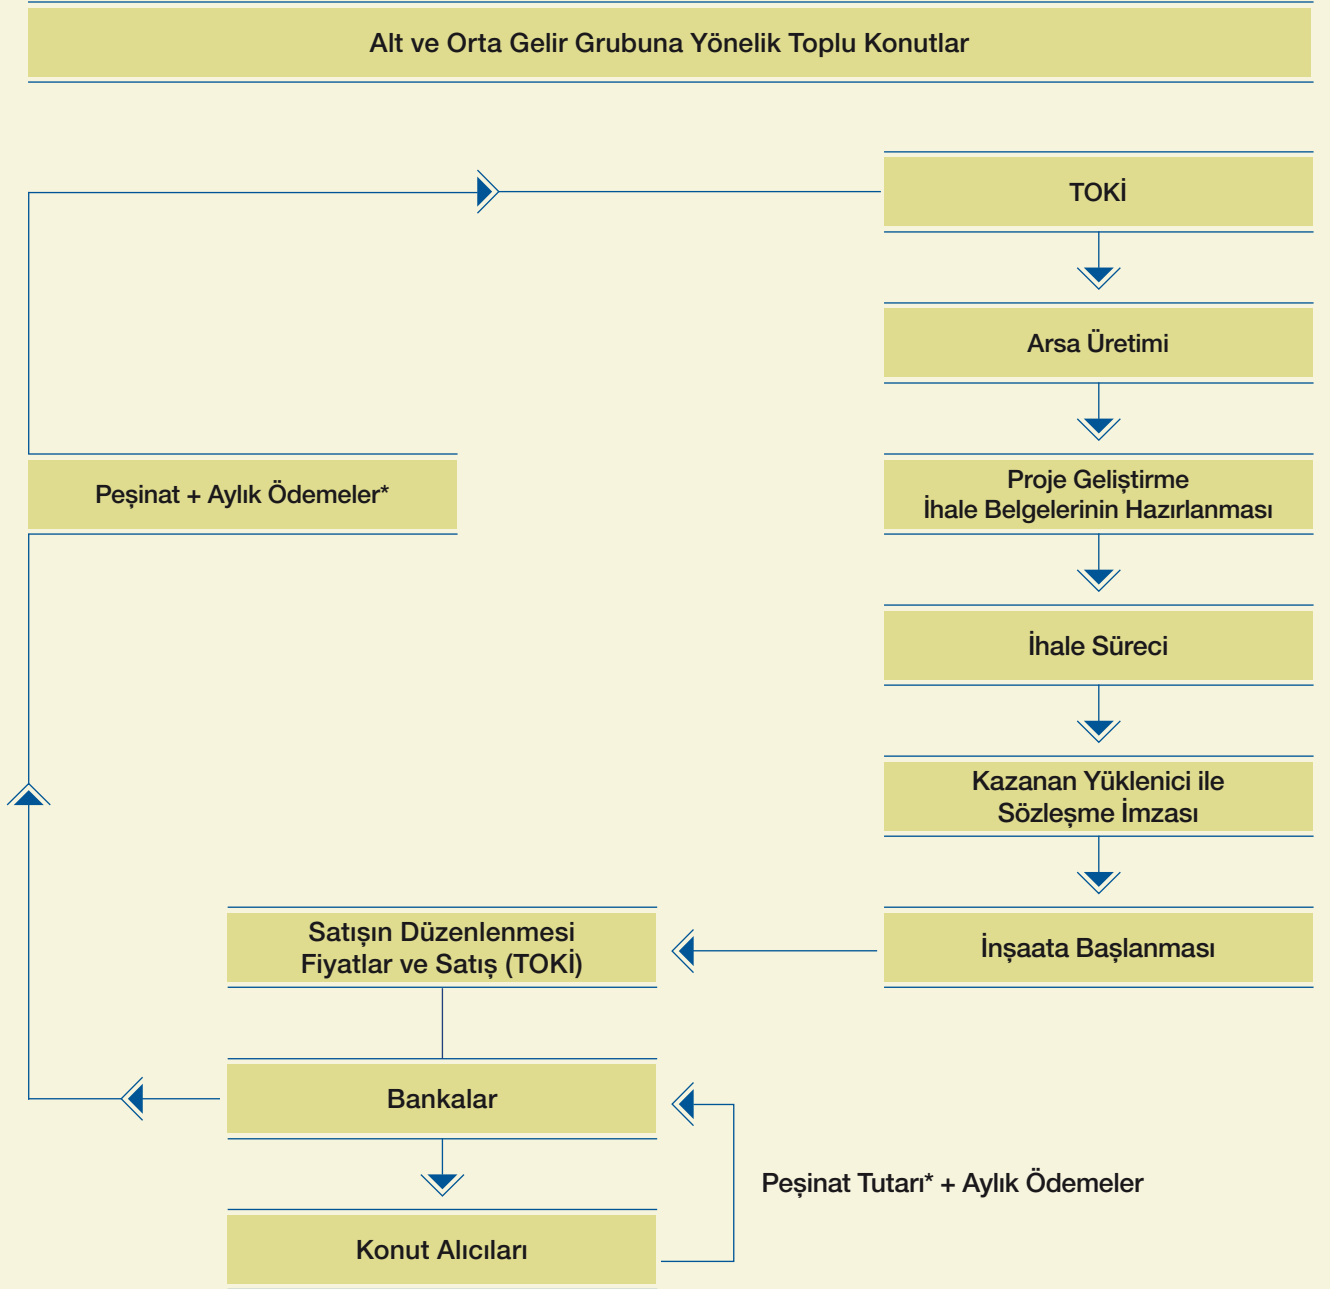 Alt ve Orta Gelir Grubuna Yönelik Toplu Konutlar
TOKİ
Arsa Üretimi
Proje Geliştirme
İhale Belgelerinin Hazırlanması
Peşinat + Aylık Ödemeler*
İhale Süreci
Kazanan Yüklenici ile
Sözleşme İmzası
İnşaata Başlanması
Satışın Düzenlenmesi
Fiyatlar ve Satış (TOKİ)
Bankalar
Peşinat Tutarı* + Aylık Ödemeler
Konut Alıcıları